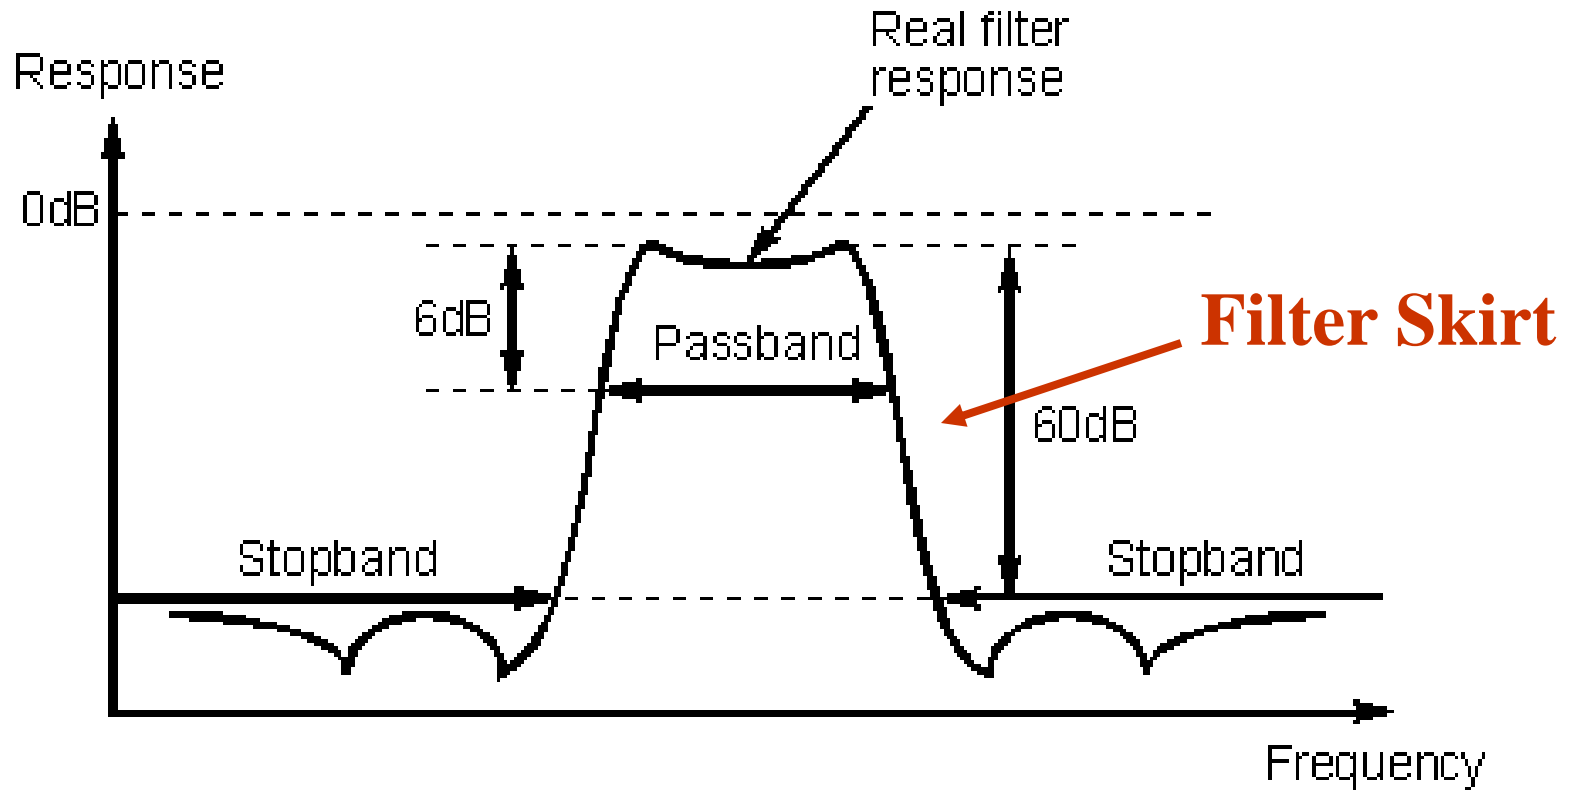 Real filter
response
Response
0dB
6dB
Passband
Filter Skirt
60dB
Stopband
Stopband
Frequency